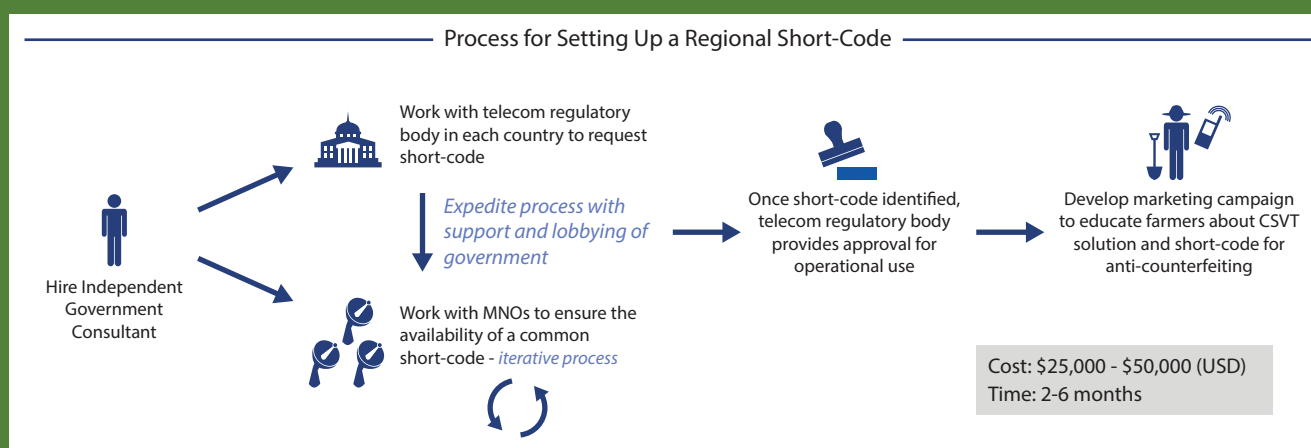 Process for Setting Up a Regional Short-Code
Hire Independent
Government
Consultant
Work with telecom regulatory
body in each country to request
short-code
Expedite process with
support and lobbying of
government
Work with MNOs to ensure the
availability of a common
short-code - iterative process
Once short-code identified,
telecom regulatory body
provides approval for
operational use
Develop marketing campaign
to educate farmers about CSVT
solution and short-code for
anti-counterfeiting
Cost: $25,000 - $50,000 (USD)
Time: 2-6 months